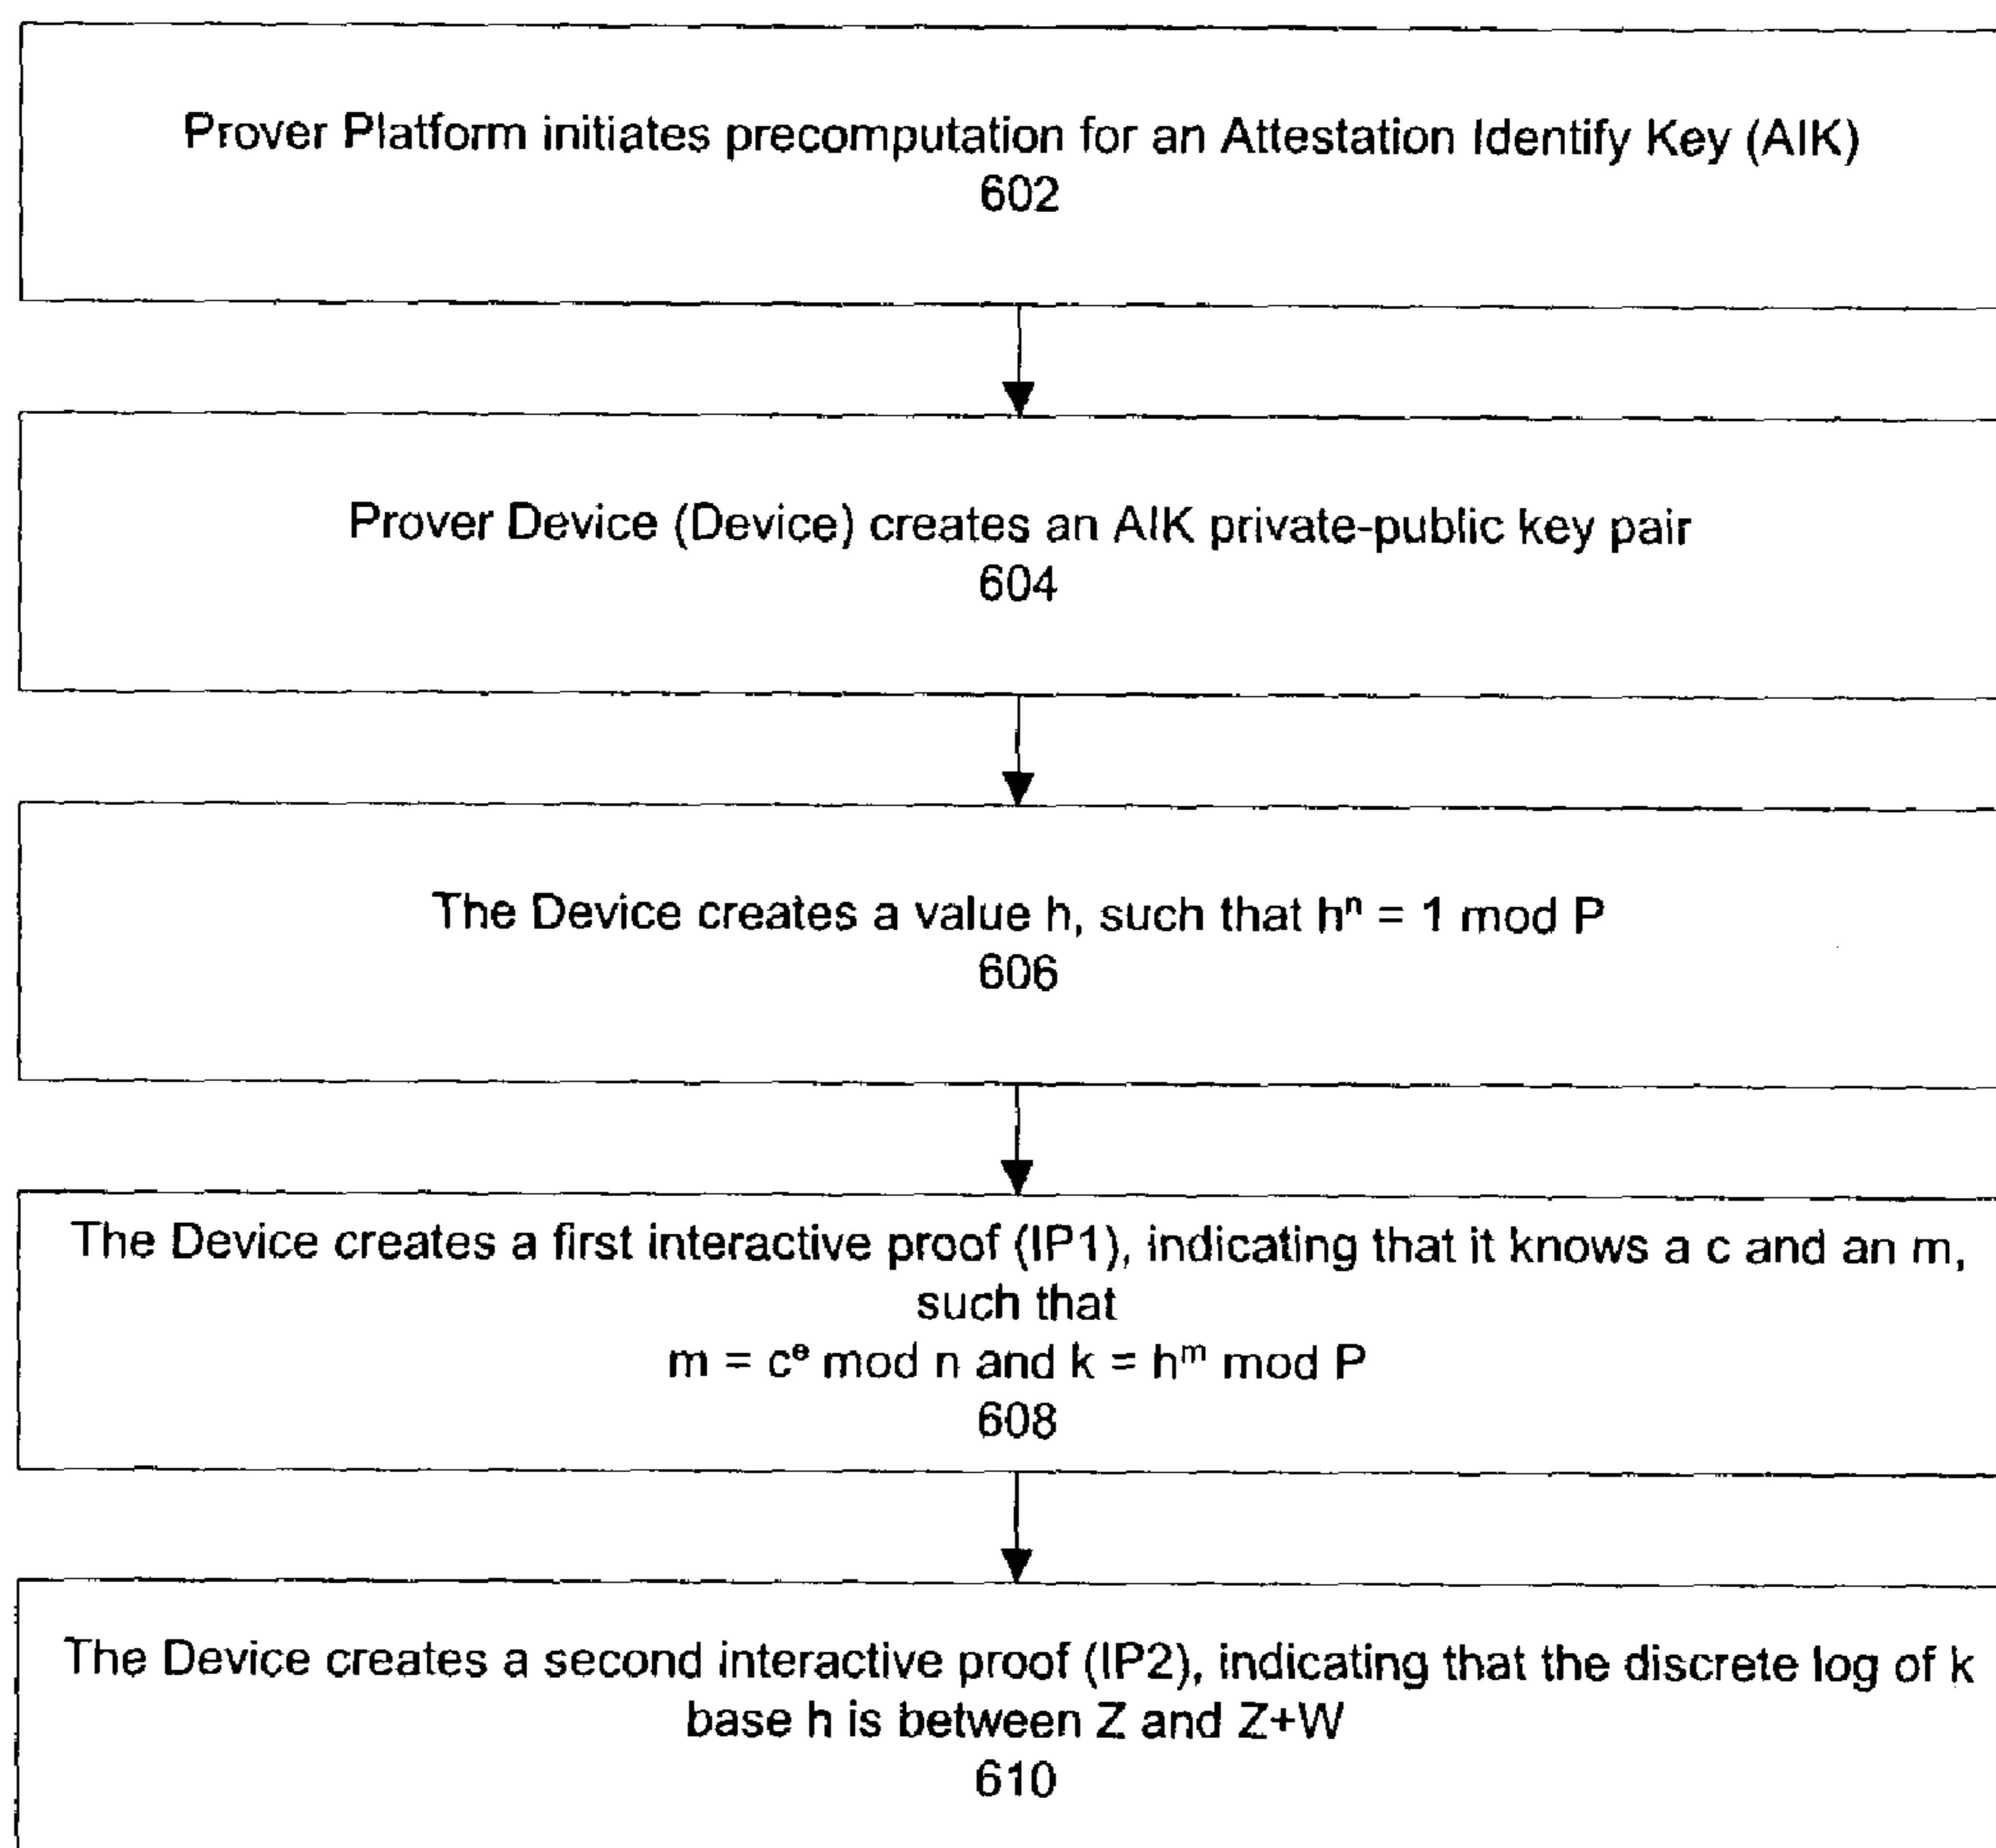 Prover Platform initiates precomputation for an Attestation Identify Key (AIK)
602
Prover Device (Device) creates an AIK private-public key pair
604
The Device creates a value h, such that hⁿ = 1 mod P
606
The Device creates a first interactive proof (IP1), indicating that it knows a c and an m,
such that
m = cᵉ mod n and k = hᵐ mod P
608
The Device creates a second interactive proof (IP2), indicating that the discrete log of k
base h is between Z and Z+W
610